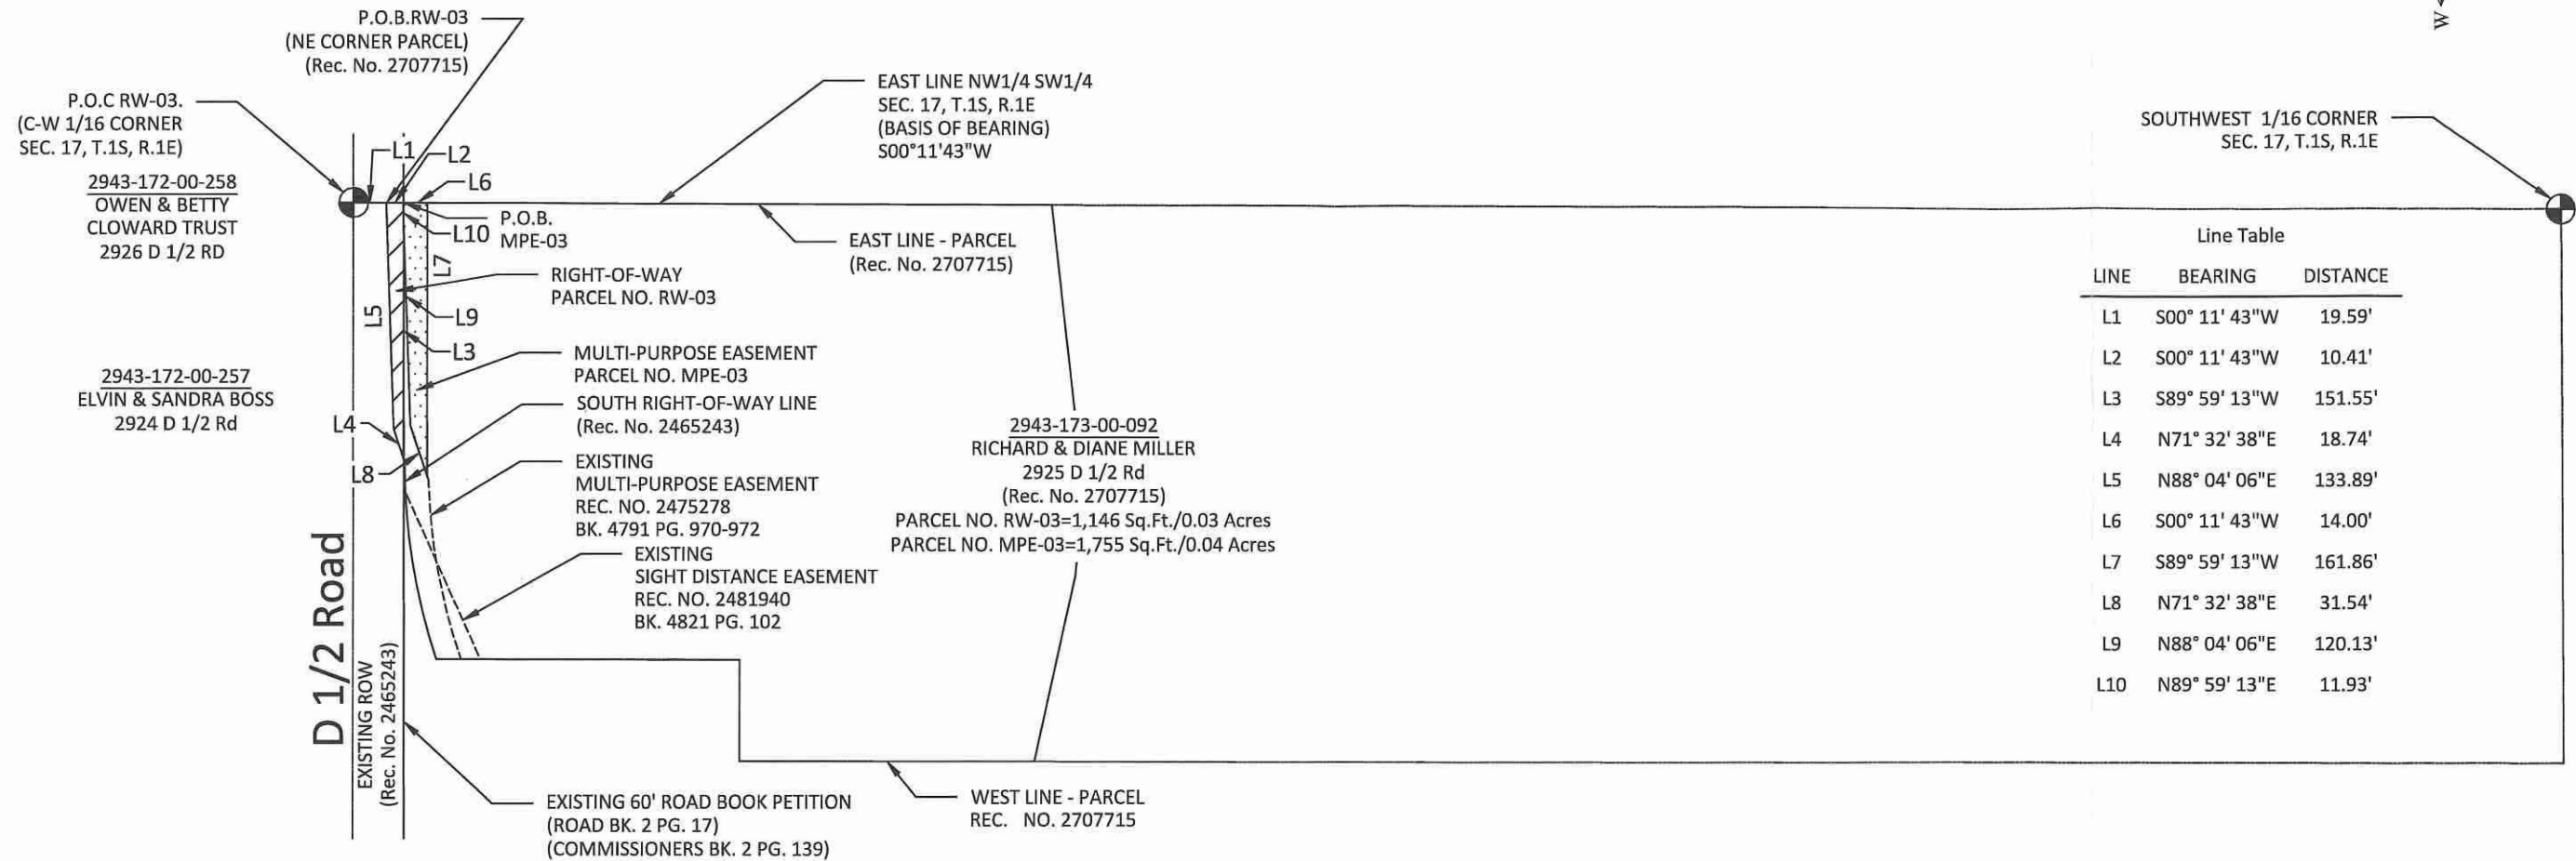 P.O.B.RW-03
(NE CORNER PARCEL)
(Rec. No. 2707715)
P.O.C RW-03.
(C-W 1/16 CORNER
SEC. 17, T.1S, R.1E)
2943-172-00-258
OWEN & BETTY
CLOWARD TRUST
2926 D 1/2 RD
2943-172-00-257
ELVIN & SANDRA BOSS
2924 D 1/2 Rd
L1
L2
L6
P.O.B.
MPE-03
L10
L7
RIGHT-OF-WAY
PARCEL NO. RW-03
L5
L9
L3
MULTI-PURPOSE EASEMENT
PARCEL NO. MPE-03
SOUTH RIGHT-OF-WAY LINE
(Rec. No. 2465243)
L4
L8
EXISTING
MULTI-PURPOSE EASEMENT
REC. NO. 2475278
BK. 4791 PG. 970-972
EXISTING
SIGHT DISTANCE EASEMENT
REC. NO. 2481940
BK. 4821 PG. 102
D 1/2 Road
EXISTING ROW
(Rec. No. 2465243)
EXISTING 60' ROAD BOOK PETITION
(ROAD BK. 2 PG. 17)
(COMMISSIONERS BK. 2 PG. 139)
EAST LINE NW1/4 SW1/4
SEC. 17, T.1S, R.1E
(BASIS OF BEARING)
S00°11'43"W
EAST LINE - PARCEL
(Rec. No. 2707715)
2943-173-00-092
RICHARD & DIANE MILLER
2925 D 1/2 Rd
(Rec. No. 2707715)
PARCEL NO. RW-03=1,146 Sq.Ft./0.03 Acres
PARCEL NO. MPE-03=1,755 Sq.Ft./0.04 Acres
WEST LINE - PARCEL
REC. NO. 2707715
W
SOUTHWEST 1/16 CORNER
SEC. 17, T.1S, R.1E
Line Table
LINE BEARING DISTANCE
L1 S00° 11' 43"W 19.59'
L2 S00° 11' 43"W 10.41'
L3 S89° 59' 13"W 151.55'
L4 N71° 32' 38"E 18.74'
L5 N88° 04' 06"E 133.89'
L6 S00° 11' 43"W 14.00'
L7 S89° 59' 13"W 161.86'
L8 N71° 32' 38"E 31.54'
L9 N88° 04' 06"E 120.13'
L10 N89° 59' 13"E 11.93'